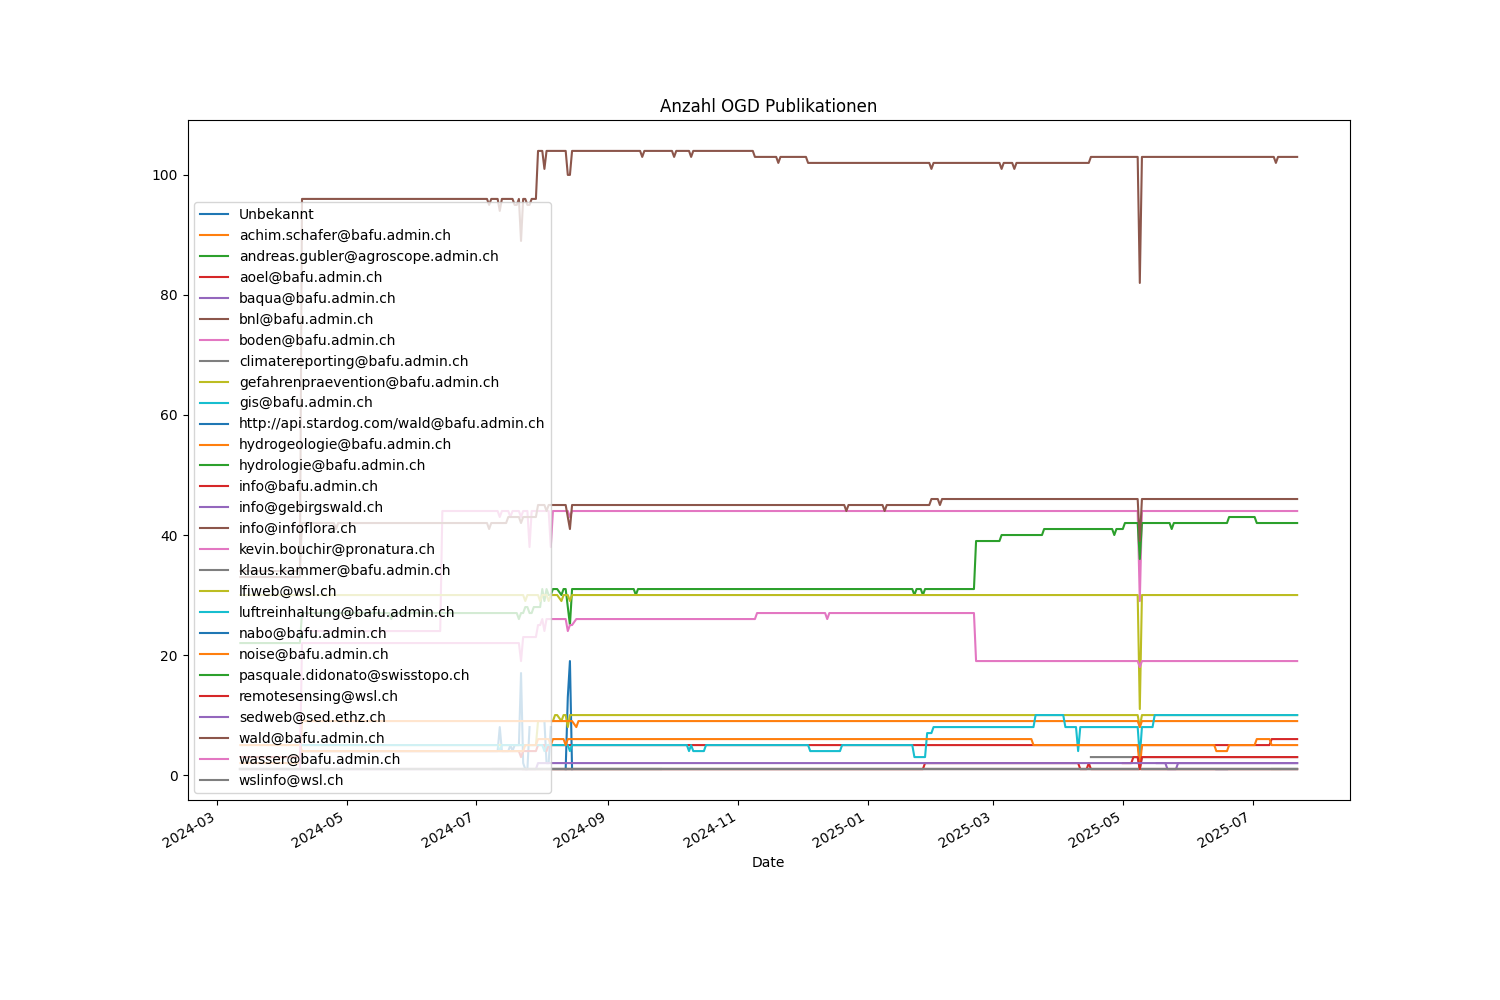 Anzahl OGD Publikationen
100
80
60
40
20
0
Unbekannt
achim.schafer@bafu.admin.ch
andreas.gubler@agroscope.admin.ch
aoel@bafu.admin.ch
baqua@bafu.admin.ch
bnl@bafu.admin.ch
boden@bafu.admin.ch
climatereporting@bafu.admin.ch
gefahrenpraevention@bafu.admin.ch
gis@bafu.admin.ch
http://api.stardog.com/wald@bafu.admin.ch
hydrogeologie@bafu.admin.ch
hydrologie@bafu.admin.ch
info@bafu.admin.ch
info@gebirgswald.ch
info@infoflora.ch
kevin.bouchir@pronatura.ch
klaus.kammer@bafu.admin.ch
lfiweb@wsl.ch
luftreinhaltung@bafu.admin.ch
nabo@bafu.admin.ch
noise@bafu.admin.ch
pasquale.didonato@swisstopo.ch
remotesensing@wsl.ch
sedweb@sed.ethz.ch
wald@bafu.admin.ch
wasser@bafu.admin.ch
wslinfo@wsl.ch
2024-03
2024-05
2024-07
2024-09
2024-11
2025-01
2025-03
2025-05
2025-07
Date